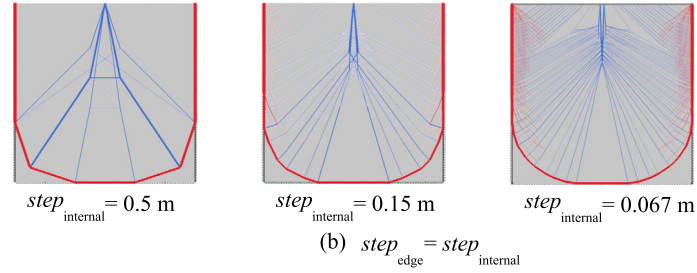 step internal = 0.5 m
step internal = 0.15 m
step internal = 0.067 m
(b) step edge = step internal